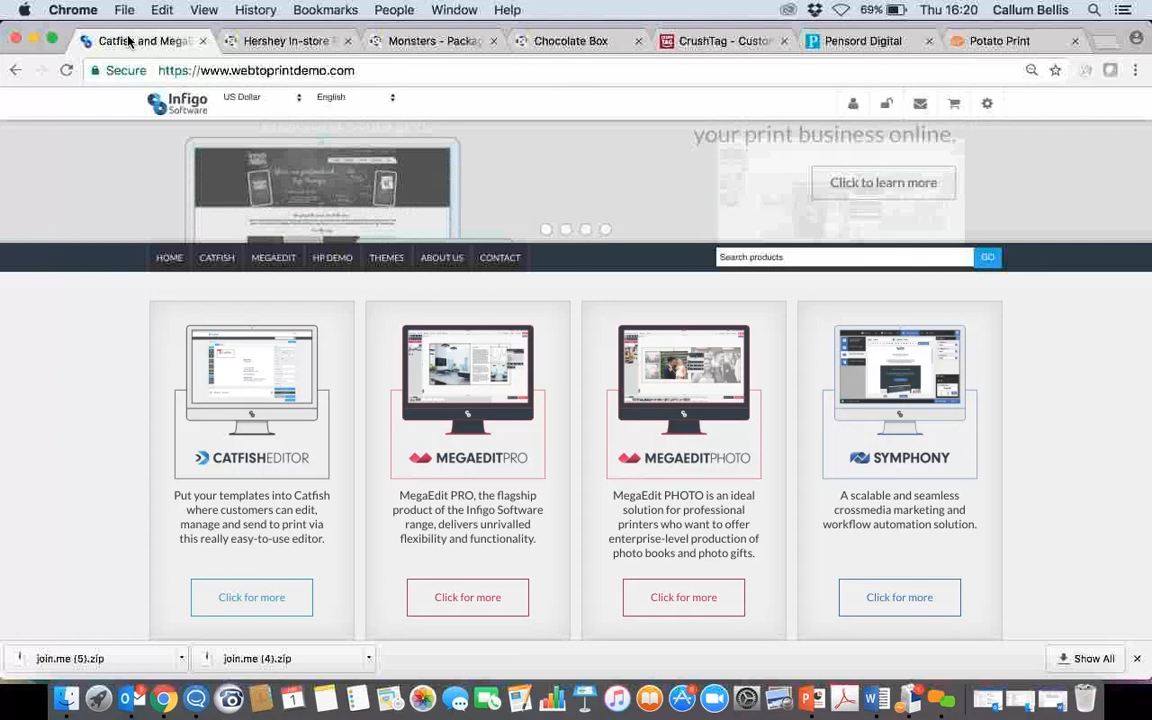 Chrome File Edit View History Bookmarks People Window Help 69% Thu 16:20 Callum Bellis
Catfish and MegaE Hershey In-store Monsters - Packa Chocolate Box CrushTag - Custo Pensord Digital Potato Print
Secure https://www.webtoprintdemo.com
Infigo Software US Dollar English
your print business online.
Click to learn more
HOME CATFISH MEGAEDIT HP DEMO THEMES ABOUT US CONTACT Search products GO
CATFISHEDITOR MEGAEDITPRO MEGAEDITPHOTO SYMPHONY
Put your templates into Catfish
where customers can edit,
manage and send to print via
this really easy-to-use editor.
MegaEdit PRO, the flagship
product of the Infigo Software
range, delivers unrivalled
flexibility and functionality.
MegaEdit PHOTO is an ideal
solution for professional
printers who want to offer
enterprise-level production of
photo books and photo gifts.
A scalable and seamless
crossmedia marketing and
workflow automation solution.
Click for more Click for more Click for more Click for more
join.me (5).zip join.me (4).zip Show All